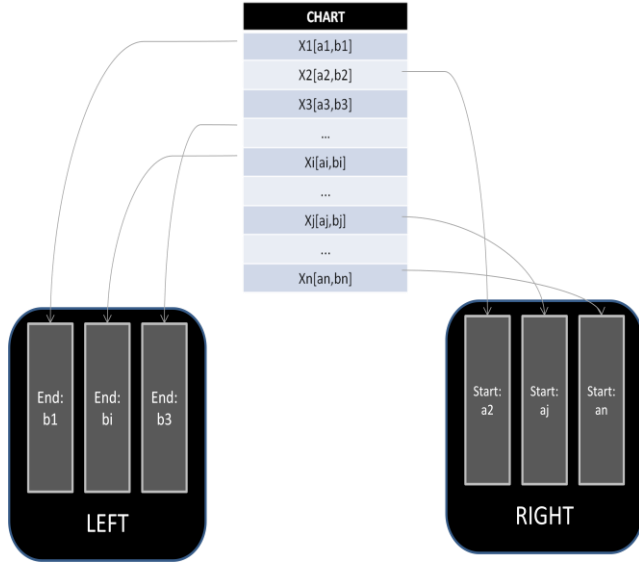 CHART
X1[a1,b1]
X2[a2,b2]
X3[a3,b3]
...
Xi[ai,bi]
...
Xj[aj,bj]
...
Xn[an,bn]
End:
b1
End:
bi
End:
b3
LEFT
Start:
a2
Start:
aj
Start:
an
RIGHT